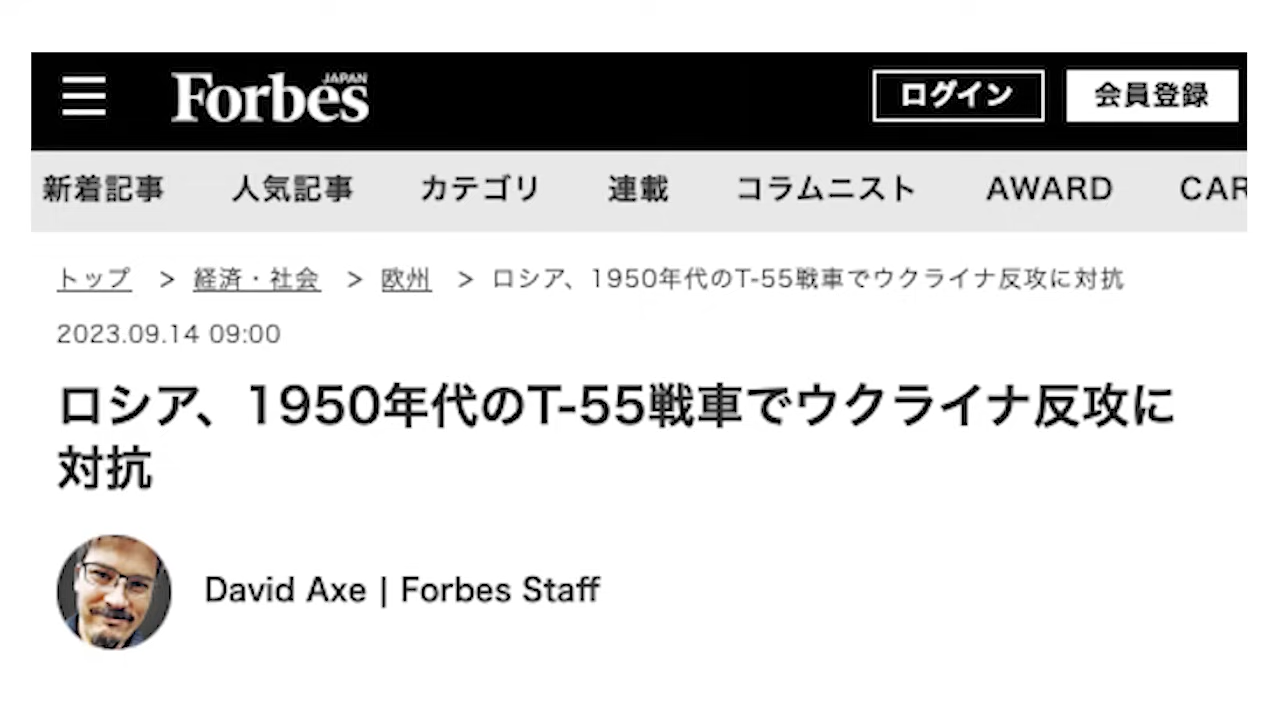 Forbes JAPAN ログイン 会員登録
新着記事 人気記事 カテゴリ 連載 コラムニスト AWARD CAR
トップ > 経済・社会 > 欧州 > ロシア、1950年代のT-55戦車でウクライナ反攻に対抗
2023.09.14 09:00
ロシア、1950年代のT-55戦車でウクライナ反攻に
対抗
David Axe | Forbes Staff